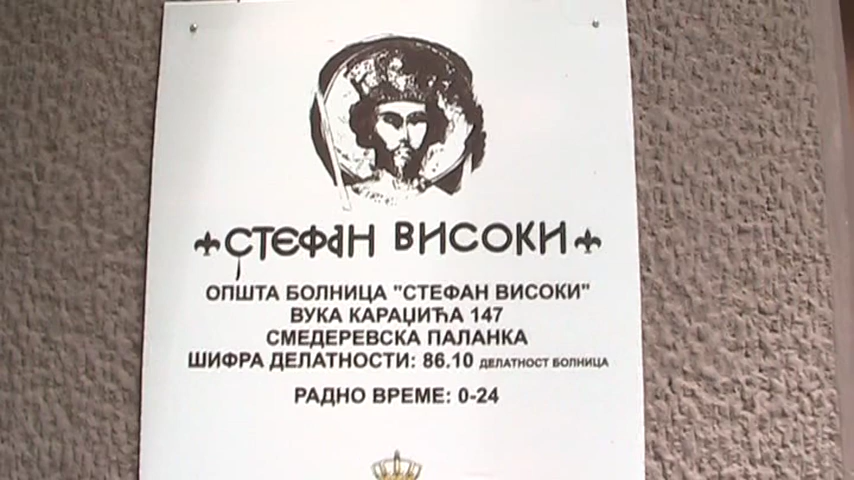 СТЕФАН ВИСОКИ
ОПШТА БОЛНИЦА "СТЕФАН ВИСОКИ"
ВУКА КАРАЏИЋА 147
СМЕДЕРЕВСКА ПАЛАНКА
ШИФРА ДЕЛАТНОСТИ: 86.10 ДЕЛАТНОСТ БОЛНИЦА
РАДНО ВРЕМЕ: 0-24